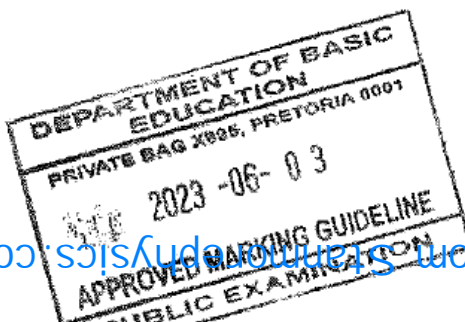 DEPARTMENT OF BASIC
EDUCATION
PRIVATE BAG X895, PRETORIA 0001
2023 -06- 03
APPROVED MARKING GUIDELINE
PUBLIC EXAMINATION
Stanmorephysics.co
om